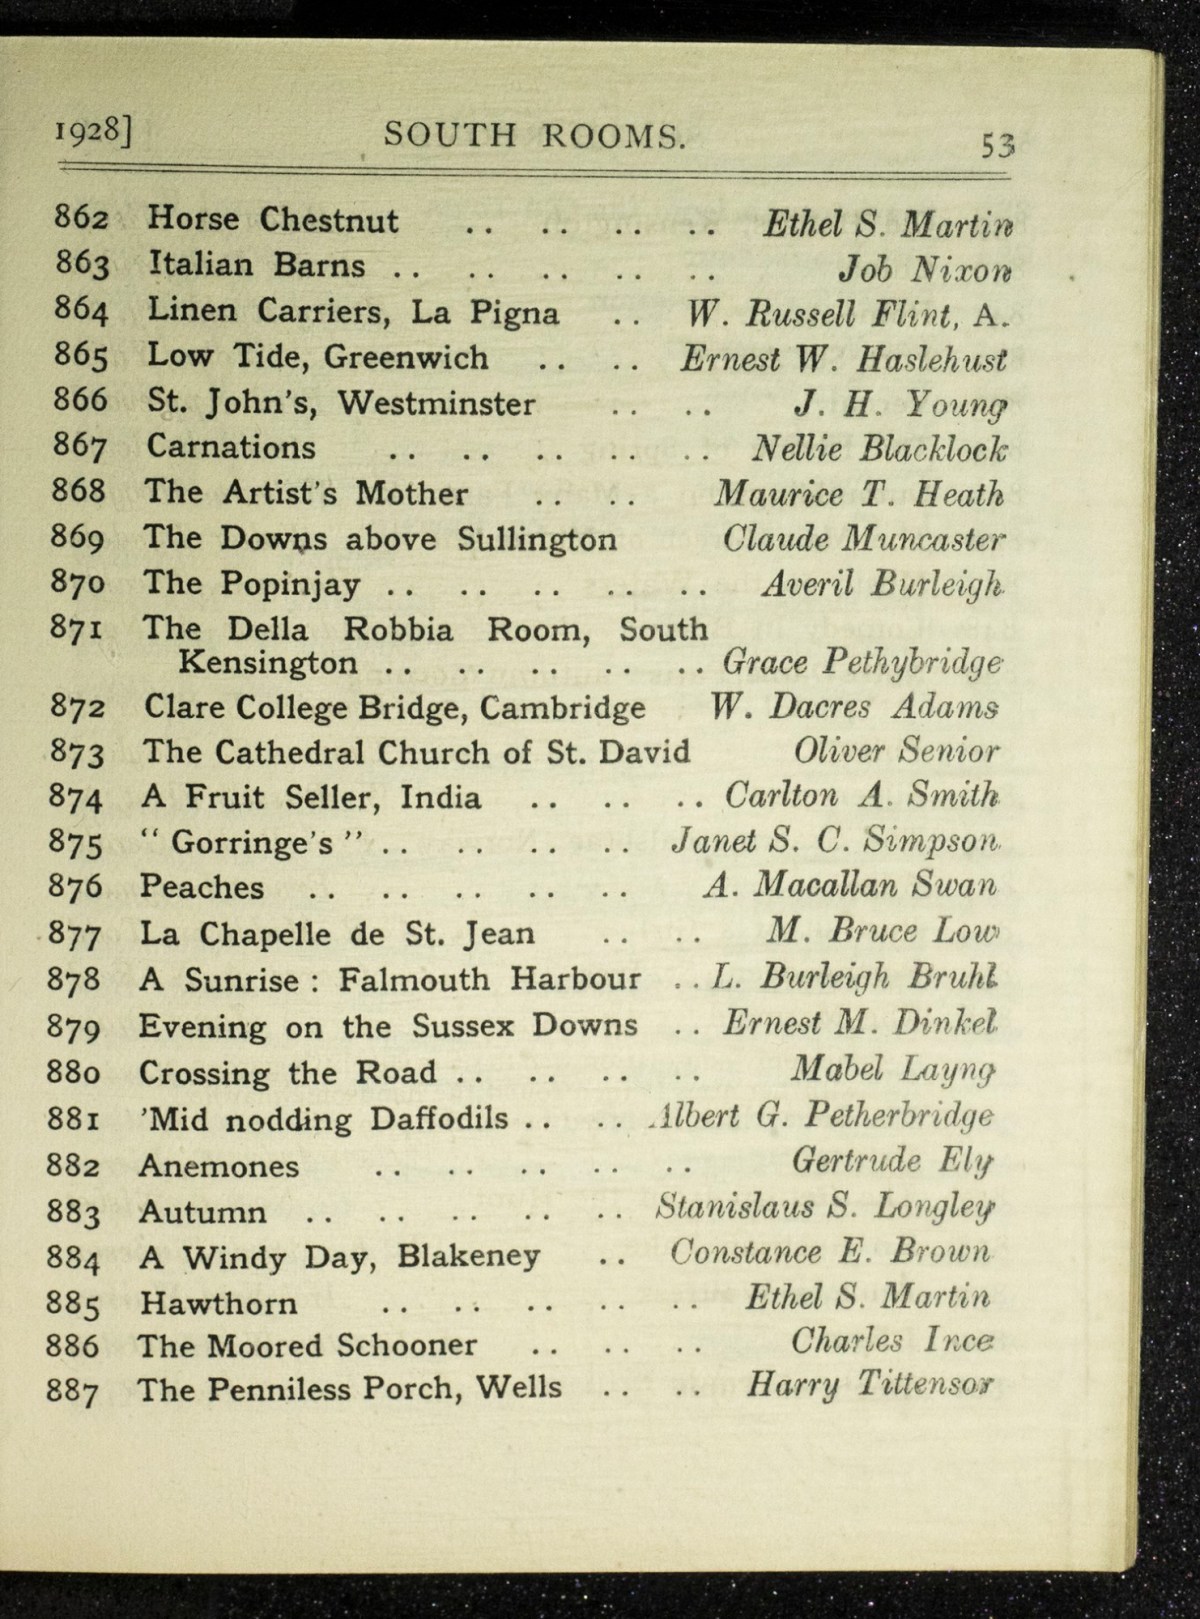 1928] SOUTH ROOMS. 53
862 Horse Chestnut .. .. .. .. Ethel S. Martin
863 Italian Barns .. .. .. .. .. Job Nixon
864 Linen Carriers, La Pigna .. W. Russell Flint, A.
865 Low Tide, Greenwich .. .. Ernest W. Haslehust
866 St. John's, Westminster .. .. J. H. Young
867 Carnations .. .. .. .. .. Nellie Blacklock
868 The Artist's Mother .. .. Maurice T. Heath
869 The Downs above Sullington Claude Muncaster
870 The Popinjay .. .. .. .. .. Averil Burleigh
871 The Della Robbia Room, South
Kensington .. .. .. .. .. Grace Pethybridge
872 Clare College Bridge, Cambridge W. Dacres Adams
873 The Cathedral Church of St. David Oliver Senior
874 A Fruit Seller, India .. .. .. Carlton A. Smith
875 “ Gorringe's ” .. .. .. .. Janet S. C. Simpson
876 Peaches .. .. .. .. .. A. Macallan Swan
877 La Chapelle de St. Jean .. .. M. Bruce Low
878 A Sunrise : Falmouth Harbour .. L. Burleigh Bruhl
879 Evening on the Sussex Downs .. Ernest M. Dinkel
880 Crossing the Road .. .. .. .. Mabel Layng
881 'Mid nodding Daffodils .. .. Albert G. Petherbridge
882 Anemones .. .. .. .. .. Gertrude Ely
883 Autumn .. .. .. .. .. Stanislaus S. Longley
884 A Windy Day, Blakeney .. Constance E. Brown
885 Hawthorn .. .. .. .. .. Ethel S. Martin
886 The Moored Schooner .. .. .. Charles Ince
887 The Penniless Porch, Wells .. .. Harry Tittensor